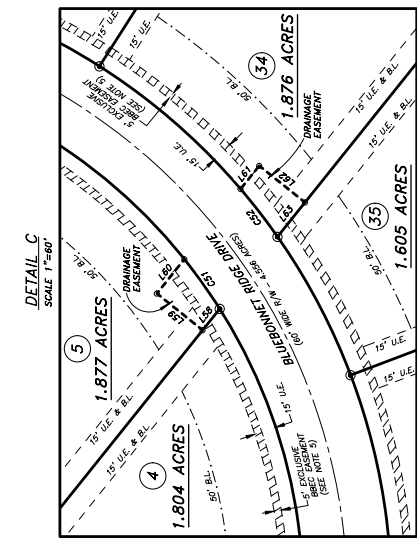 DETAIL C
SCALE 1"=60'
5
1.877 ACRES
50' B.L.
15' U.E. & B.L.
15' U.E. & B.L.
4
1.804 ACRES
50' B.L.
DRAINAGE
EASEMENT
L60
L59
L58
C51
15' U.E.
5' EXCLUSIVE
BBEC EASEMENT
(SEE NOTE 5)
BLUEBONNET RIDGE DRIVE
(60' WIDE R/W - 4.556 ACRES)
5' EXCLUSIVE
BBEC EASEMENT
(SEE NOTE 5)
15' U.E.
15' U.E.
50' B.L.
34
1.876 ACRES
DRAINAGE
EASEMENT
L61
L62
L63
C52
15' U.E. & B.L.
15' U.E. & B.L.
35
1.605 ACRES
50' B.L.
15' U.E.
15' U.E.